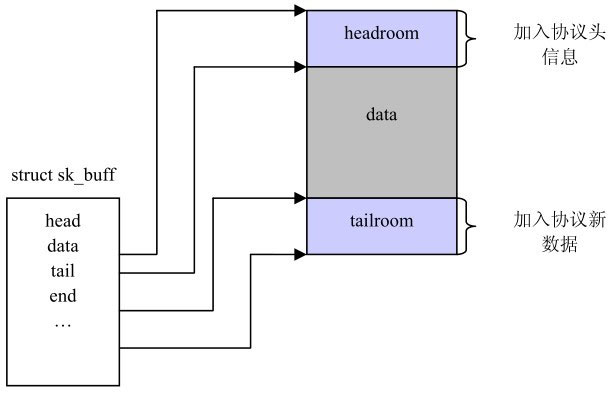 headroom
加入协议头
信息
data
struct sk_buff
head
data
tail
end
…
tailroom
加入协议新
数据